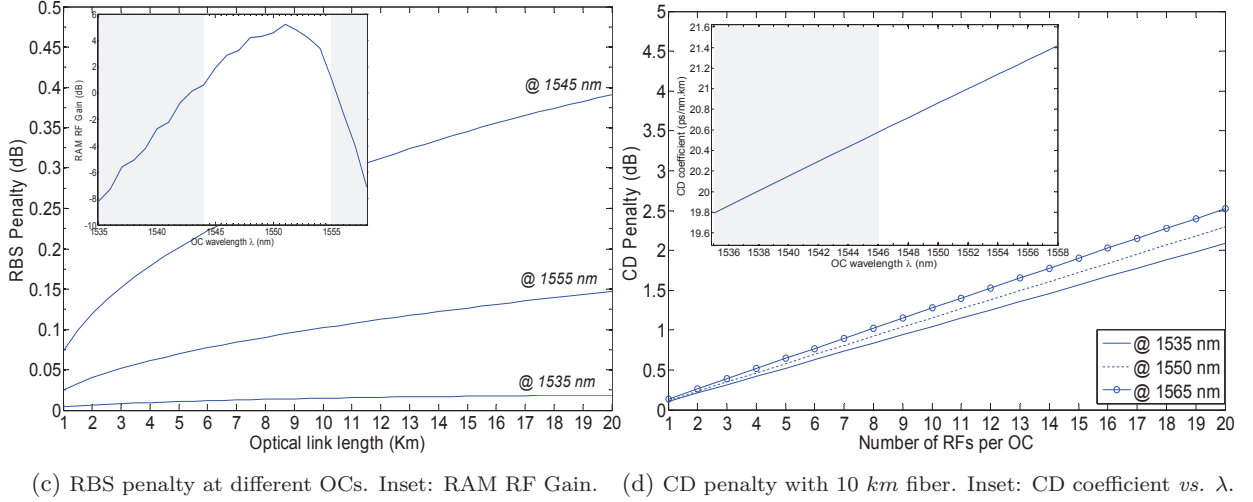 0.5
0.45
0.4
0.35
0.3
0.25
0.2
0.15
0.1
0.05
0
RBS Penalty (dB)
1 2 3 4 5 6 7 8 9 10 11 12 13 14 15 16 17 18 19 20
Optical link length (Km)
@ 1545 nm
@ 1555 nm
@ 1535 nm
6
4
2
0
-2
-4
-6
-8
-10
RAM RF Gain (dB)
1535 1540 1545 1550 1555
OC wavelength λ (nm)
(c) RBS penalty at different OCs. Inset: RAM RF Gain.
5
4.5
4
3.5
3
2.5
2
1.5
1
0.5
0
CD Penalty (dB)
1 2 3 4 5 6 7 8 9 10 11 12 13 14 15 16 17 18 19 20
Number of RFs per OC
21.6
21.4
21.2
21
20.8
20.6
20.4
20.2
20
19.8
19.6
CD coefficient (ps/nm.km)
1536 1538 1540 1542 1544 1546 1548 1550 1552 1554 1556 1558
OC wavelength λ (nm)
@ 1535 nm
@ 1550 nm
@ 1565 nm
(d) CD penalty with 10 km fiber. Inset: CD coefficient vs. λ.